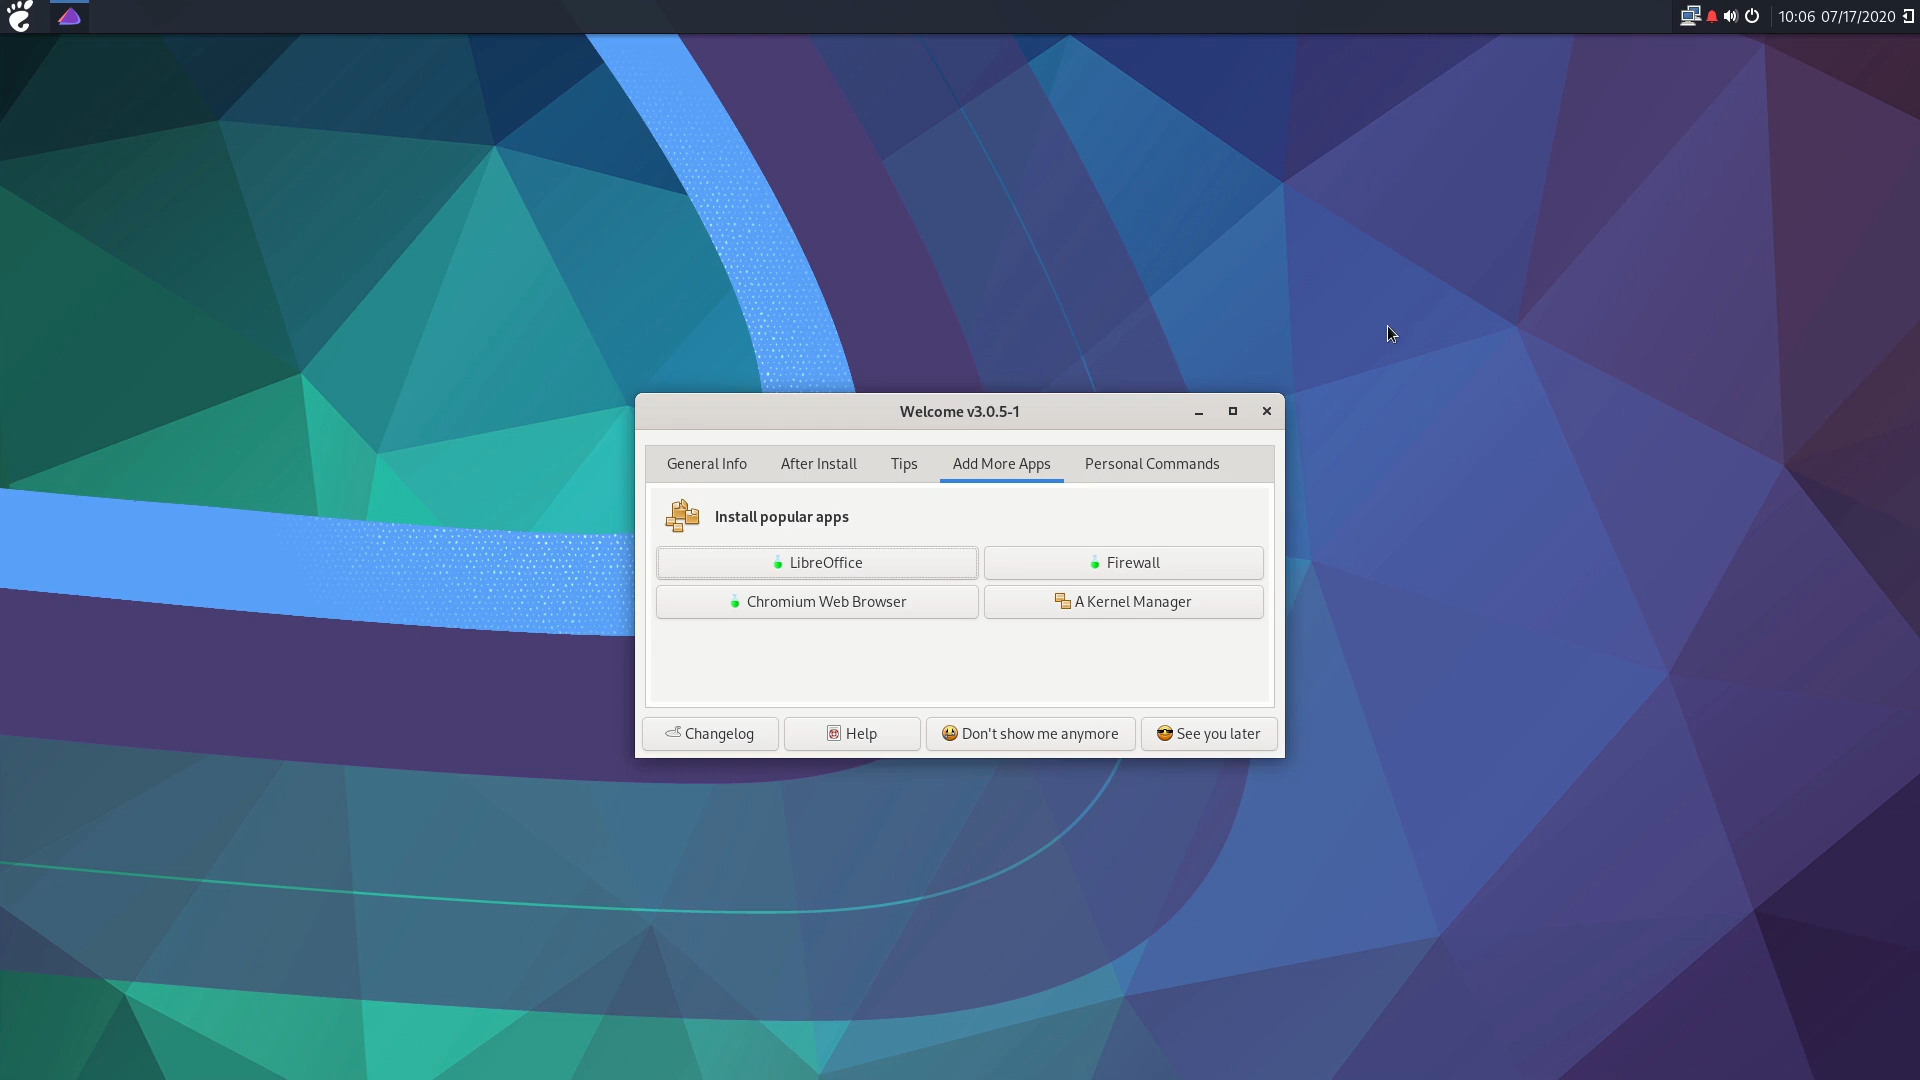 10:06 07/17/2020
Welcome v3.0.5-1
General Info After Install Tips Add More Apps Personal Commands
Install popular apps
LibreOffice Firewall
Chromium Web Browser A Kernel Manager
Changelog Help Don't show me anymore See you later